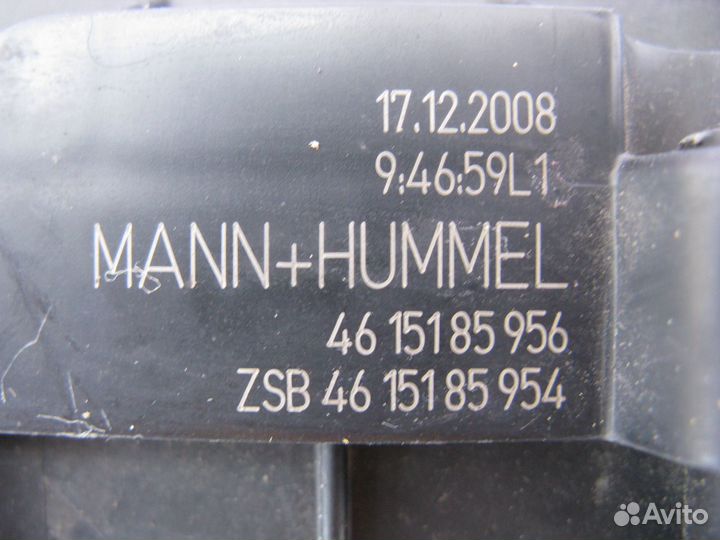 17.12.2008
9:46:59L1
MANN+HUMMEL
46 151 85 956
ZSB 46 151 85 954
Avito